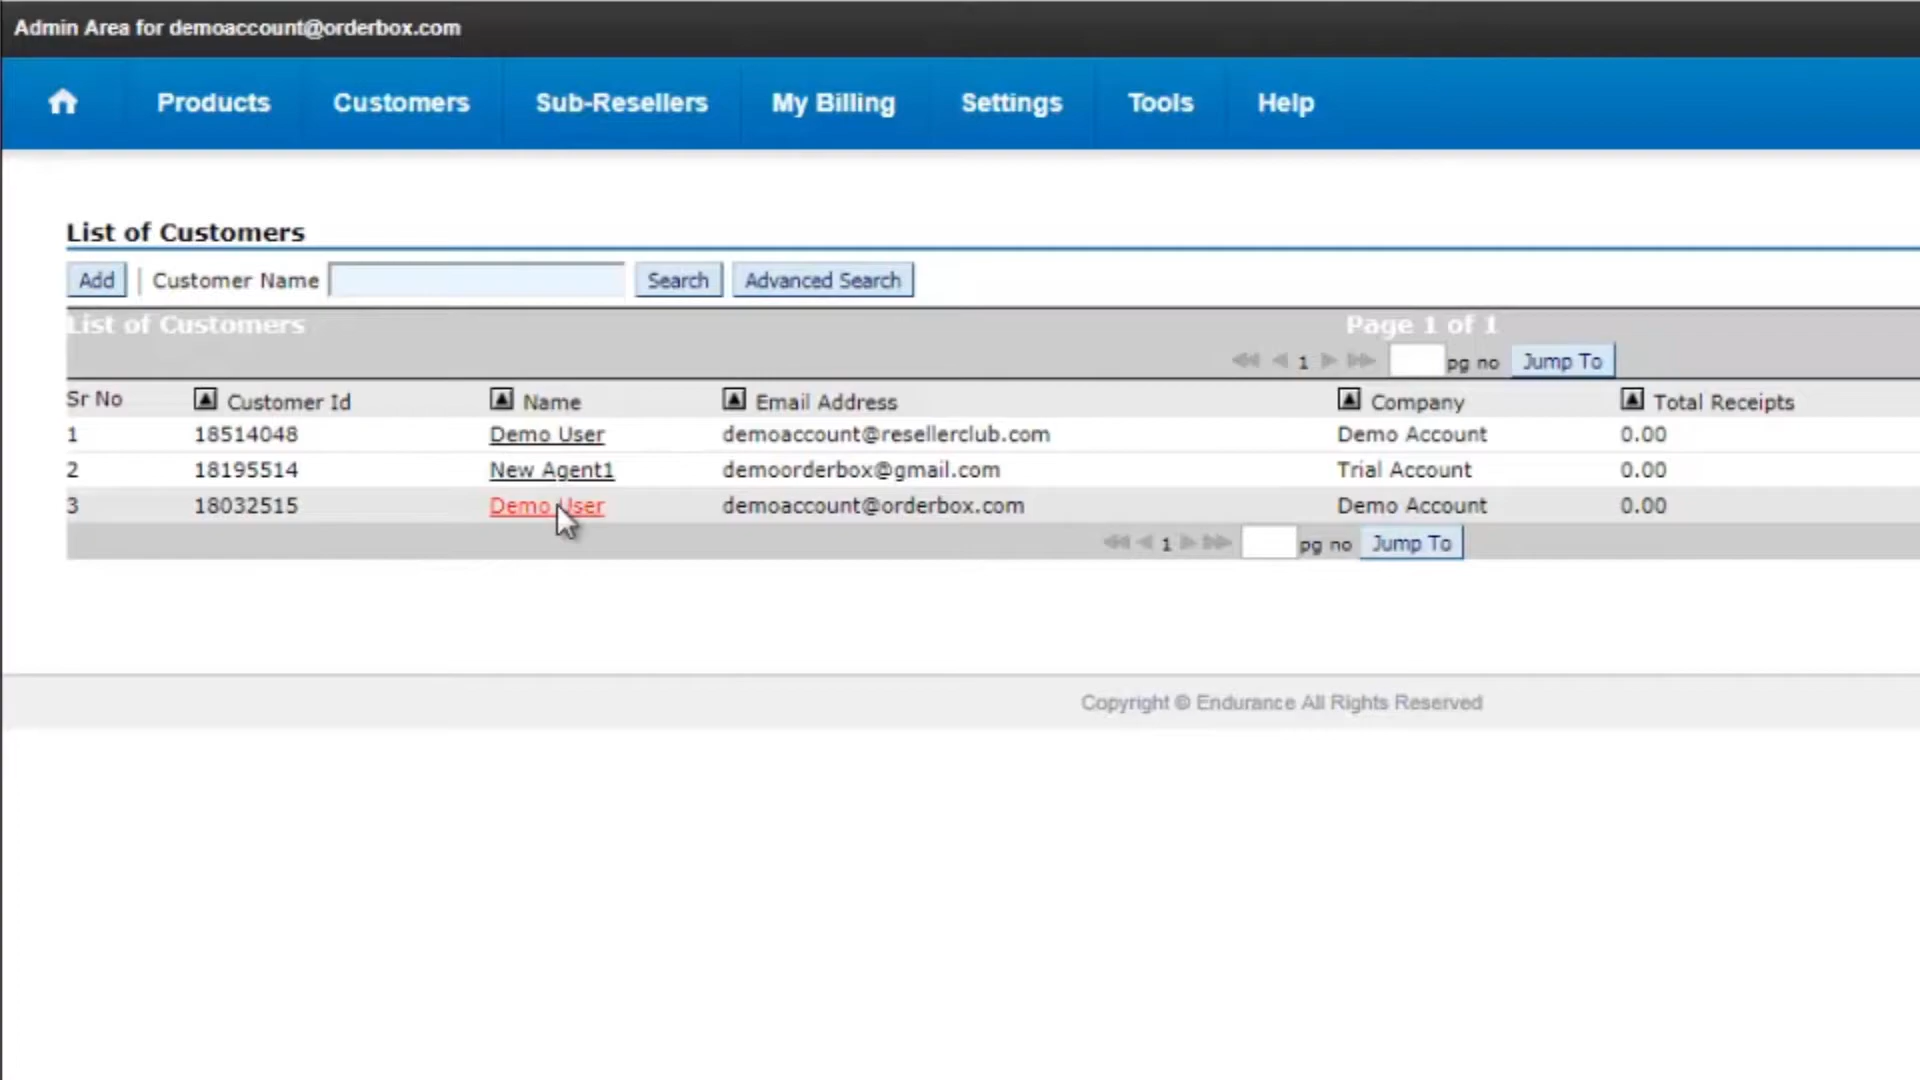 Admin Area for demoaccount@orderbox.com
Products Customers Sub-Resellers My Billing Settings Tools Help
List of Customers
Add | Customer Name Search Advanced Search
List of Customers Page 1 of 1
1 pg no Jump To
Sr No Customer Id Name Email Address Company Total Receipts
1 18514048 Demo User demoaccount@resellerclub.com Demo Account 0.00
2 18195514 New Agent1 demoorderbox@gmail.com Trial Account 0.00
3 18032515 Demo User demoaccount@orderbox.com Demo Account 0.00
1 pg no Jump To
Copyright © Endurance All Rights Reserved